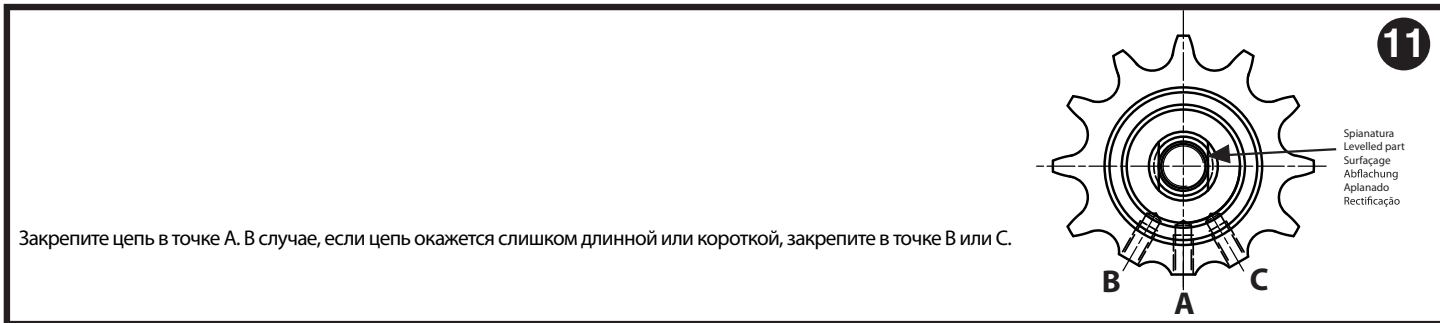 11
Spianatura
Levelled part
Surfaçage
Abflachung
Aplanado
Rectificação
Закрепите цепь в точке А. В случае, если цепь окажется слишком длинной или короткой, закрепите в точке В или С.
B
C
A